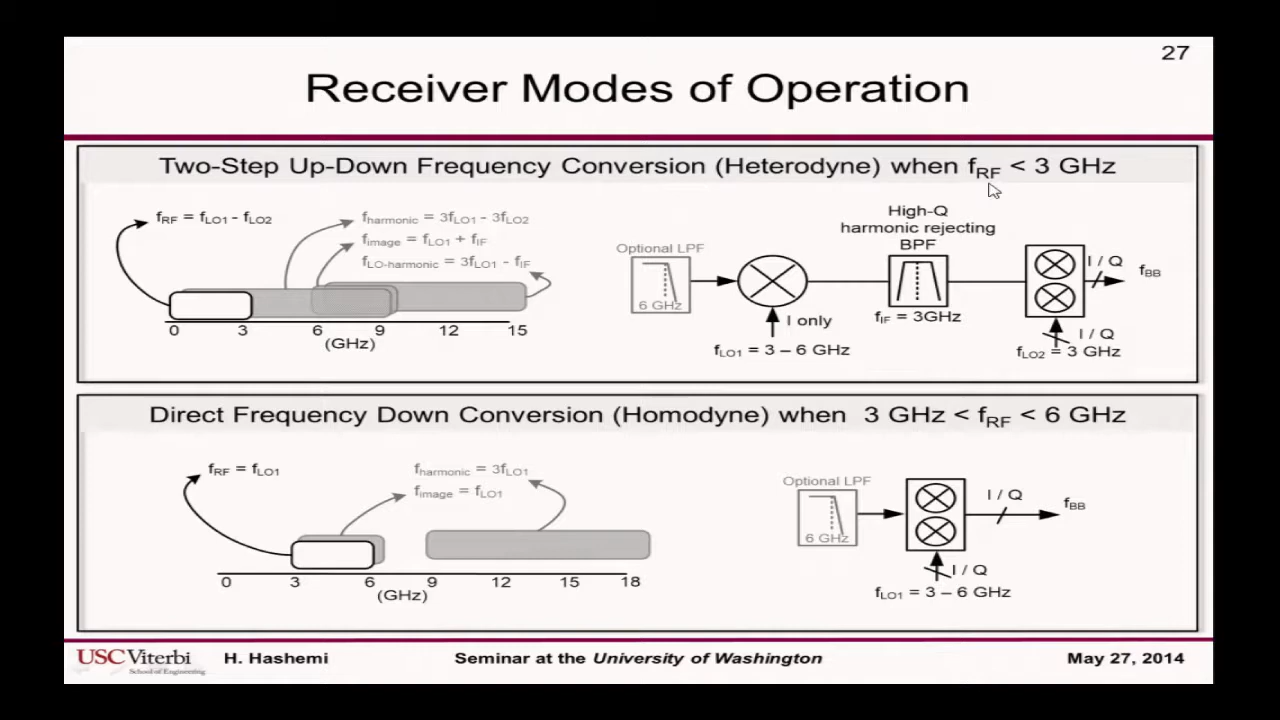 27
Receiver Modes of Operation
Two-Step Up-Down Frequency Conversion (Heterodyne) when fRF < 3 GHz
fRF = fLO1 - fLO2
fharmonic = 3fLO1 - 3fLO2
fimage = fLO1 + fIF
fLO-harmonic = 3fLO1 - fIF
0 3 6 9 12 15
(GHz)
Optional LPF
6 GHz
I only
fLO1 = 3 – 6 GHz
High-Q
harmonic rejecting
BPF
fIF = 3GHz
I / Q
fBB
I / Q
fLO2 = 3 GHz
Direct Frequency Down Conversion (Homodyne) when 3 GHz < fRF < 6 GHz
fRF = fLO1
fharmonic = 3fLO1
fimage = fLO1
0 3 6 9 12 15 18
(GHz)
Optional LPF
6 GHz
I / Q
fBB
I / Q
fLO1 = 3 – 6 GHz
USC Viterbi
School of Engineering
H. Hashemi
Seminar at the University of Washington
May 27, 2014